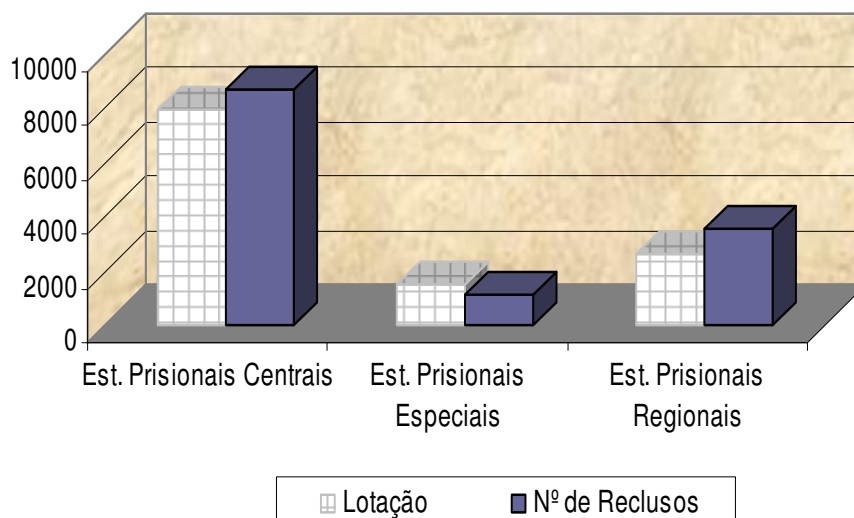 10000
8000
6000
4000
2000
0
Est. Prisionais Centrais
Est. Prisionais Especiais
Est. Prisionais Regionais
Lotação
Nº de Reclusos